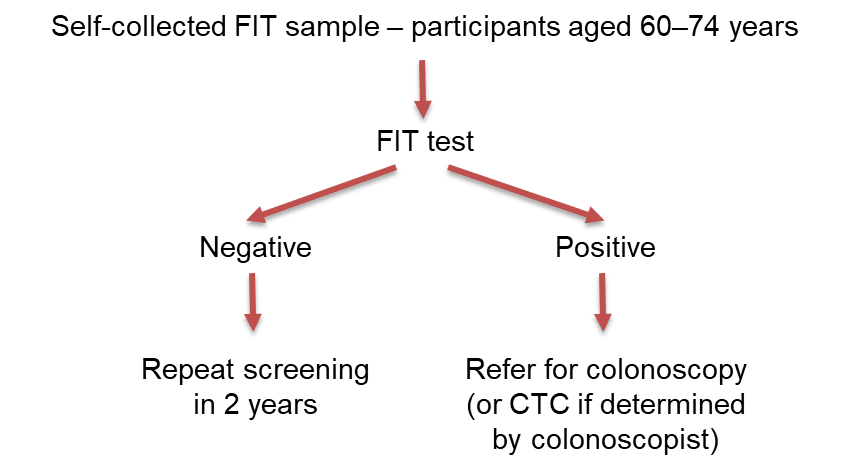 Self-collected FIT sample – participants aged 60–74 years
FIT test
Negative
Positive
Repeat screening
in 2 years
Refer for colonoscopy
(or CTC if determined
by colonoscopist)